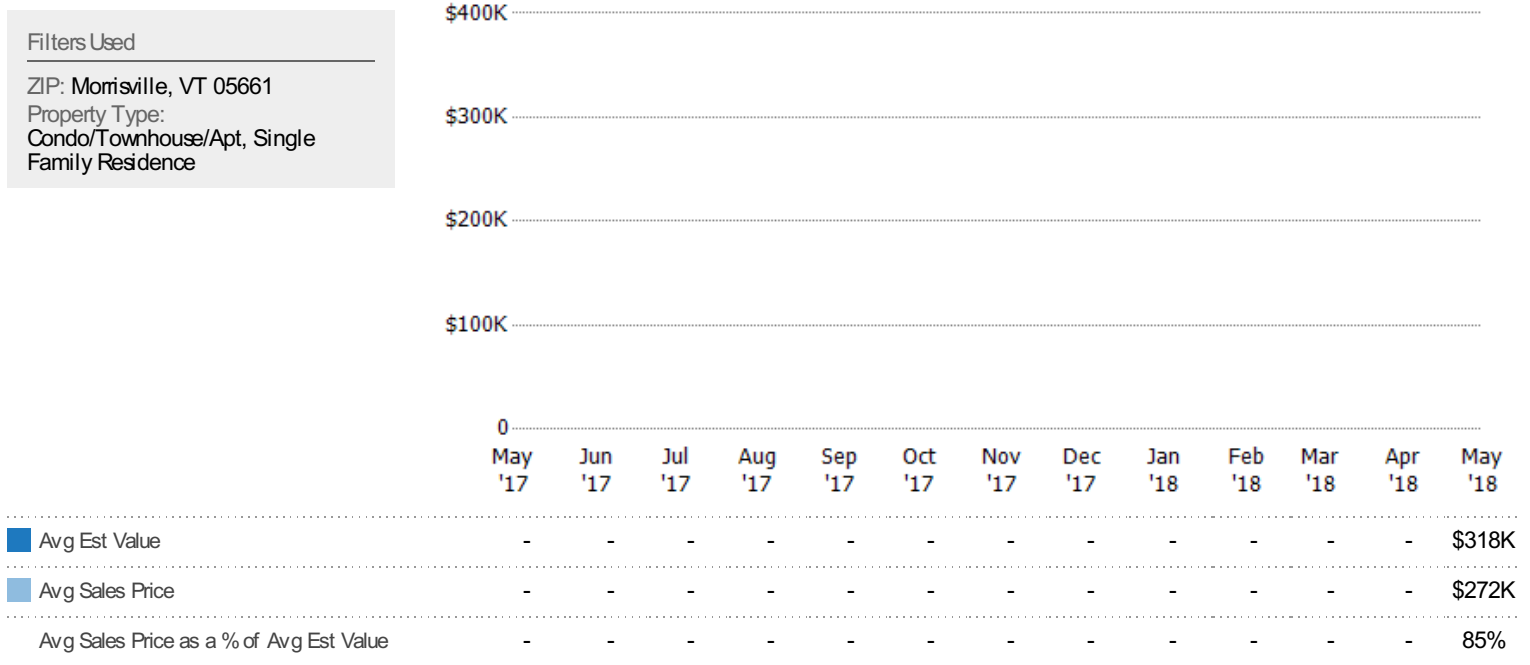 Filters Used
ZIP: Morrisville, VT 05661
Property Type:
Condo/Townhouse/Apt, Single
Family Residence
$400K
$300K
$200K
$100K
0
May Jun Jul Aug Sep Oct Nov Dec Jan Feb Mar Apr May
'17 '17 '17 '17 '17 '17 '17 '17 '18 '18 '18 '18 '18
Avg Est Value - - - - - - - - - - - - $318K
Avg Sales Price - - - - - - - - - - - - $272K
Avg Sales Price as a % of Avg Est Value - - - - - - - - - - - - 85%